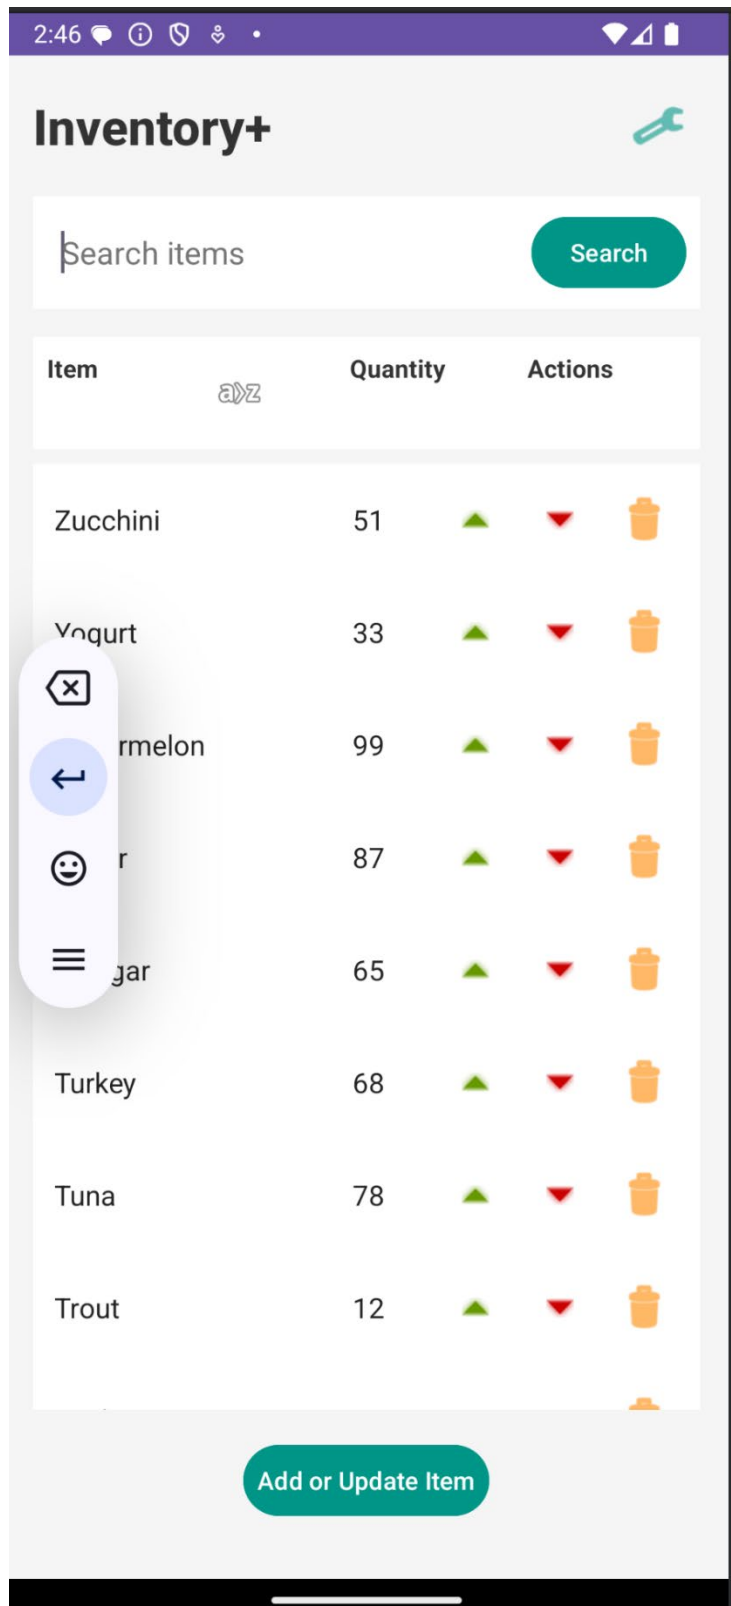 2:46
Inventory+
Search items Search
Item a》z Quantity Actions
Zucchini 51
Yogurt 33
rmelon 99
r 87
gar 65
Turkey 68
Tuna 78
Trout 12
Add or Update Item